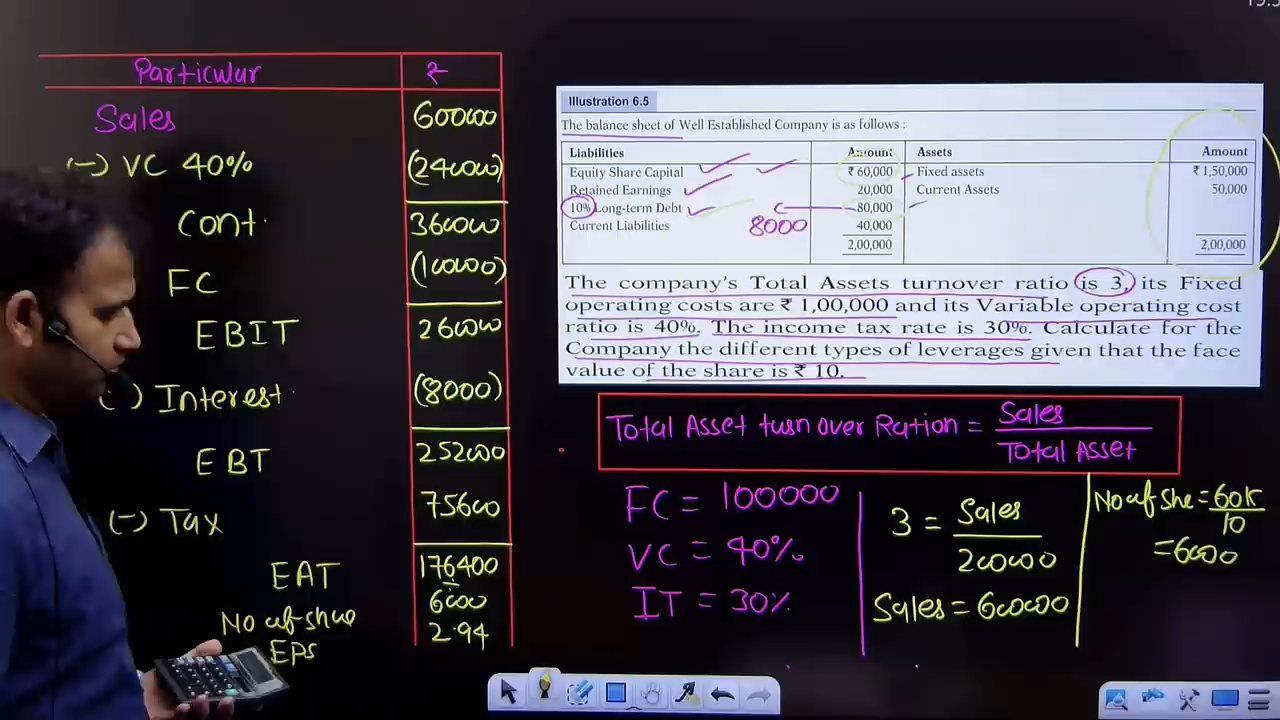 19:5
Particular ₹
Sales 600000
(-) VC 40% (240000)
Cont. 360000
FC (100000)
EBIT 260000
( ) Interest (8000)
EBT 252000
(-) Tax 75600
EAT 176400
÷
No of share 6000
EPS 2.94
Illustration 6.5
The balance sheet of Well Established Company is as follows :
Liabilities Amount Assets Amount
Equity Share Capital ₹ 60,000 Fixed assets ₹ 1,50,000
Retained Earnings 20,000 Current Assets 50,000
10% Long-term Debt 80,000
Current Liabilities 8000 40,000
2,00,000 2,00,000
The company's Total Assets turnover ratio is 3, its Fixed
operating costs are ₹ 1,00,000 and its Variable operating cost
ratio is 40%. The income tax rate is 30%. Calculate for the
Company the different types of leverages given that the face
value of the share is ₹ 10.
Total Asset turn over Ration = Sales
Total Asset
FC = 100000
VC = 40%
IT = 30%
3 = Sales
200000
Sales = 600000
No of she = 60k
10
= 6000